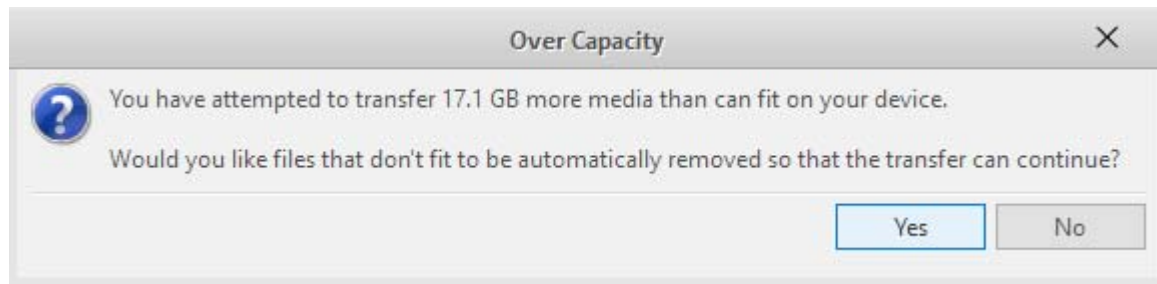 Over Capacity
You have attempted to transfer 17.1 GB more media than can fit on your device.
Would you like files that don't fit to be automatically removed so that the transfer can continue?
Yes
No